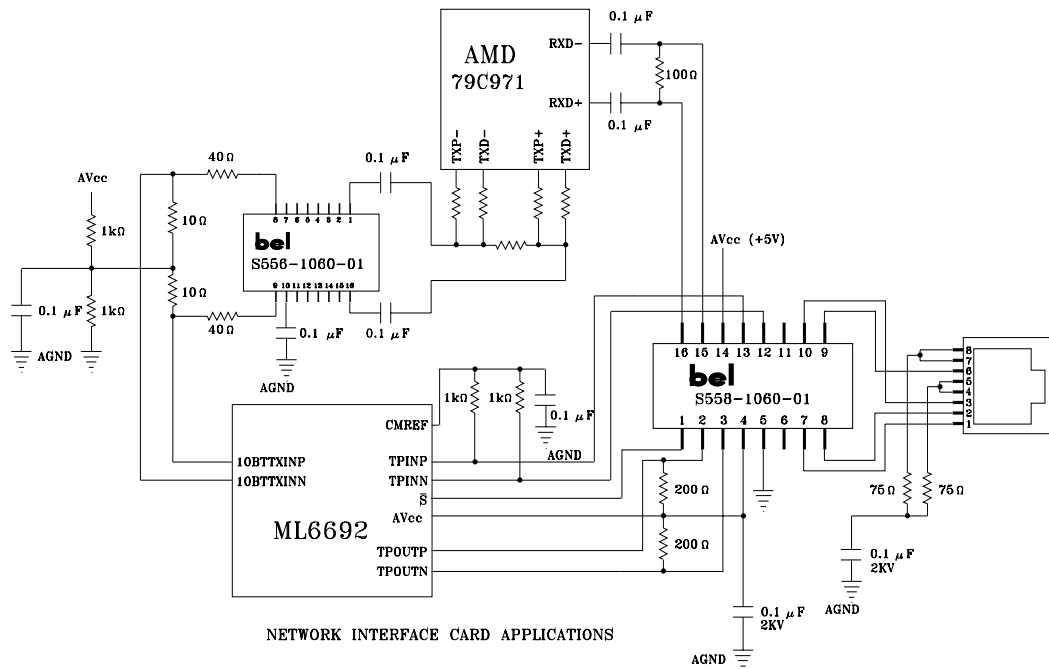 0.1 µF
AMD
79C971
RXD-
100Ω
RXD+
0.1 µF
TXP-
TXD-
TXP+
TXD+
0.1 µF
40Ω
AVcc
1kΩ
10Ω
8 7 6 5 4 3 2 1
bel
S556-1060-01
9 10 11 12 13 14 15 16
10Ω
0.1 µF
1kΩ
40Ω
0.1 µF
0.1 µF
AGND
AGND
AVcc (+5V)
16 15 14 13 12 11 10 9
bel
S558-1060-01
1 2 3 4 5 6 7 8
8
7
6
5
4
3
2
1
1kΩ
1kΩ
0.1 µF
AGND
CMREF
10BTTXINP
10BTTXINN
TPINP
TPINN
S̅
AVcc
ML6692
TPOUTP
TPOUTN
200Ω
200Ω
75Ω
75Ω
0.1 µF
2KV
AGND
0.1 µF
2KV
AGND
NETWORK INTERFACE CARD APPLICATIONS